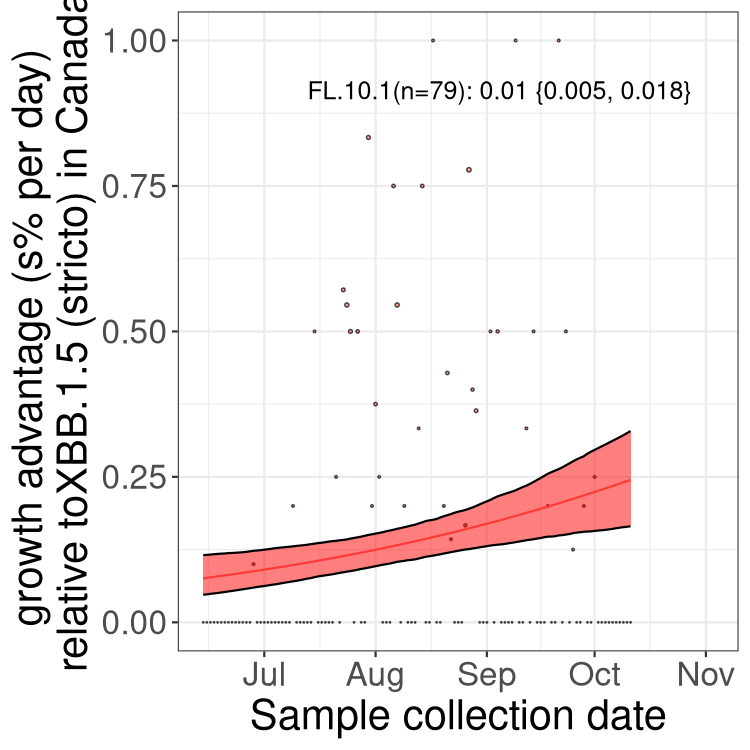 growth advantage (s% per day)
relative toXBB.1.5 (stricto) in Canada
1.00
0.75
0.50
0.25
0.00
FL.10.1(n=79): 0.01 {0.005, 0.018}
Jul Aug Sep Oct Nov
Sample collection date